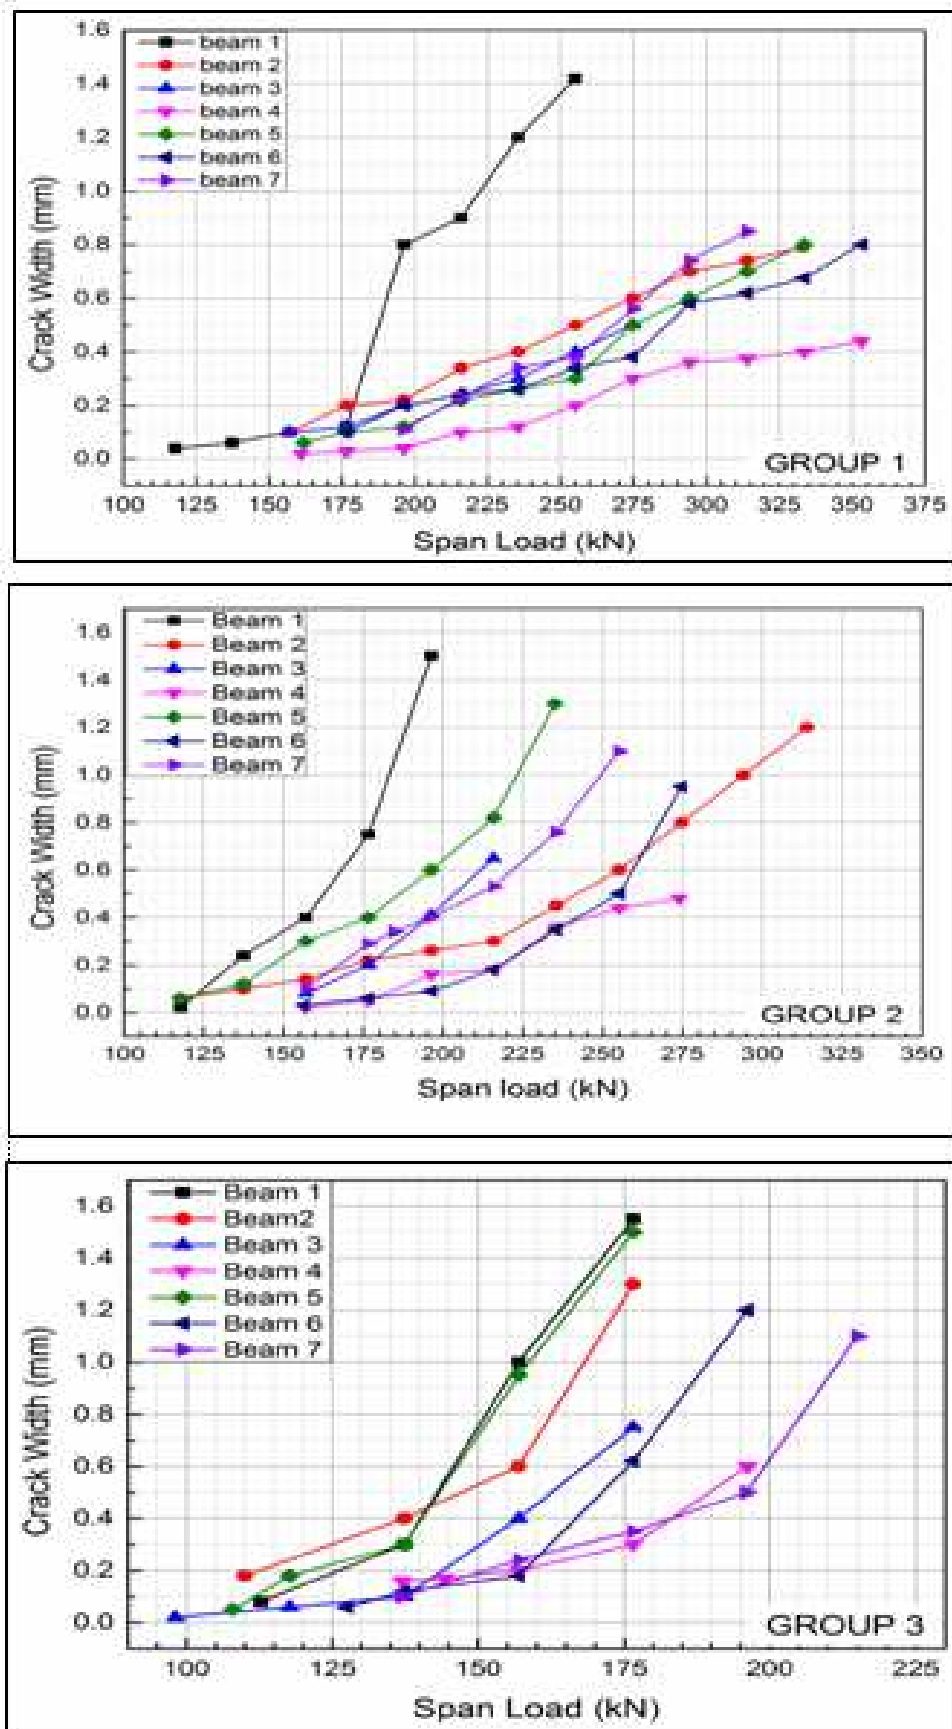 1.6
1.4
1.2
1.0
0.8
0.6
0.4
0.2
0.0
Crack Width (mm)
beam 1
beam 2
beam 3
beam 4
beam 5
beam 6
beam 7
GROUP 1
100 125 150 175 200 225 250 275 300 325 350 375
Span Load (kN)
1.6
1.4
1.2
1.0
0.8
0.6
0.4
0.2
0.0
Crack Width (mm)
Beam 1
Beam 2
Beam 3
Beam 4
Beam 5
Beam 6
Beam 7
GROUP 2
100 125 150 175 200 225 250 275 300 325 350
Span load (kN)
1.6
1.4
1.2
1.0
0.8
0.6
0.4
0.2
0.0
Crack Width (mm)
Beam 1
Beam2
Beam 3
Beam 4
Beam 5
Beam 6
Beam 7
GROUP 3
100 125 150 175 200 225
Span Load (kN)